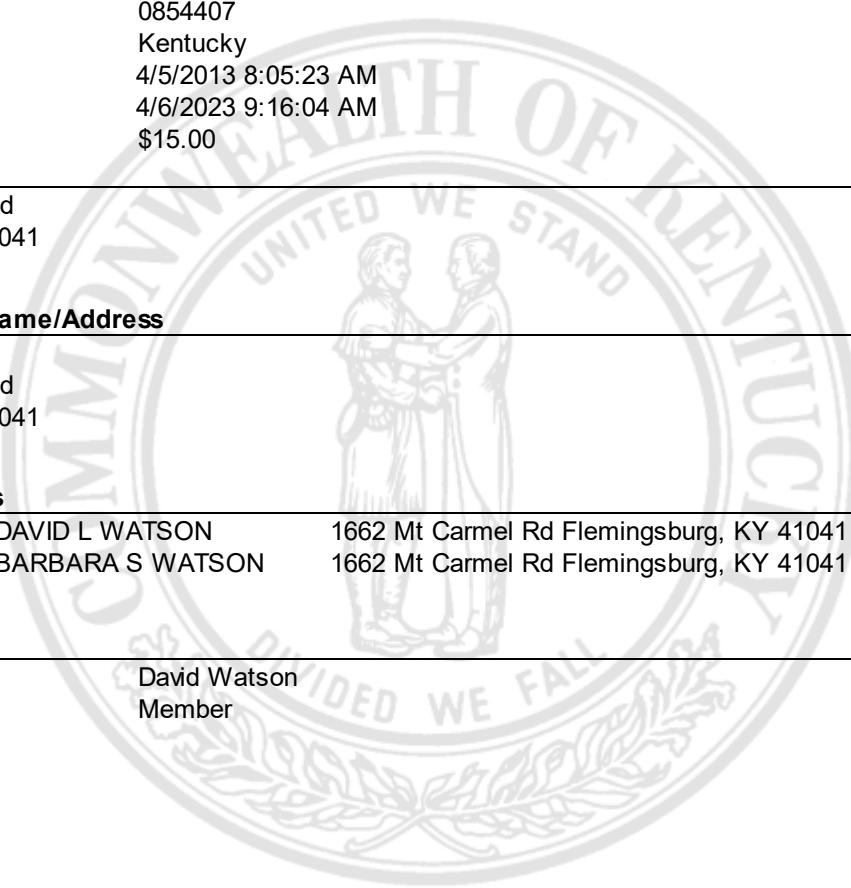 0854407
Kentucky
4/5/2013 8:05:23 AM
4/6/2023 9:16:04 AM
$15.00
d
041
ame/Address
d
041
s
DAVID L WATSON 1662 Mt Carmel Rd Flemingsburg, KY 41041
BARBARA S WATSON 1662 Mt Carmel Rd Flemingsburg, KY 41041
David Watson
Member
COMMONWEALTH OF KENTUCKY
UNITED WE STAND
DIVIDED WE FALL